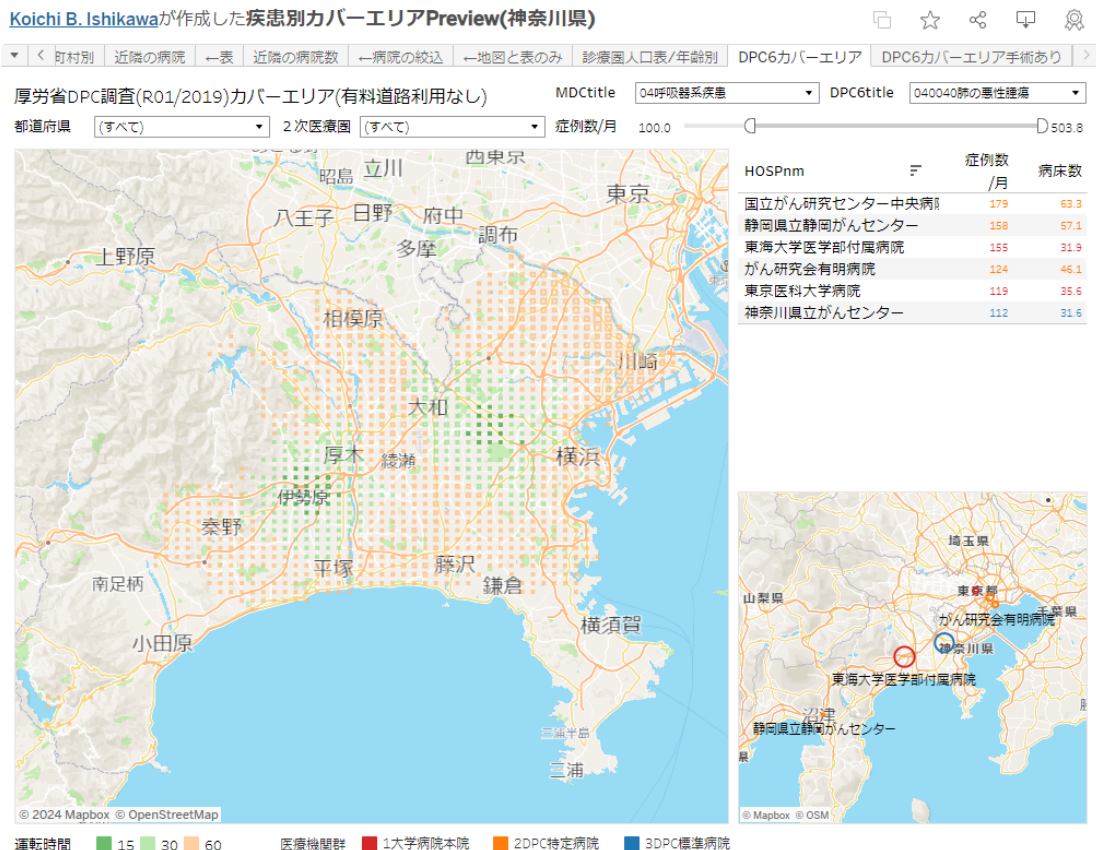 Koichi B. Ishikawaが作成した疾患別カバーエリアPreview(神奈川県)
町村別 近隣の病院 ←表 近隣の病院数 ←病院の絞込 ←地図と表のみ 診療圏人口表/年齢別 DPC6カバーエリア DPC6カバーエリア手術あり
厚労省DPC調査(R01/2019)カバーエリア(有料道路利用なし)
MDCtitle 04呼吸器系疾患 DPC6title 040040肺の悪性腫瘍
都道府県 (すべて) 2次医療圏 (すべて) 症例数/月 100.0 503.8
HOSPnm 症例数/月 病床数
国立がん研究センター中央病 179 63.3
静岡県立静岡がんセンター 158 57.1
東海大学医学部付属病院 155 31.9
がん研究会有明病院 124 46.1
東京医科大学病院 119 35.6
神奈川県立がんセンター 112 31.6
西東京
昭島 立川
東京
八王子 日野 府中
調布
多摩
上野原
相模原
川崎
大和
厚木 綾瀬 横浜
伊勢原
秦野
平塚 藤沢
南足柄 鎌倉
小田原 横須賀
三浦半島
三浦
© 2024 Mapbox © OpenStreetMap
埼玉県
山梨県 東京都
千葉県
がん研究会有明病院
神奈川県
東海大学医学部付属病院
沼津
静岡県立静岡がんセンター
© Mapbox © OSM
運転時間 15 30 60 医療機関群 1大学病院本院 2DPC特定病院 3DPC標準病院